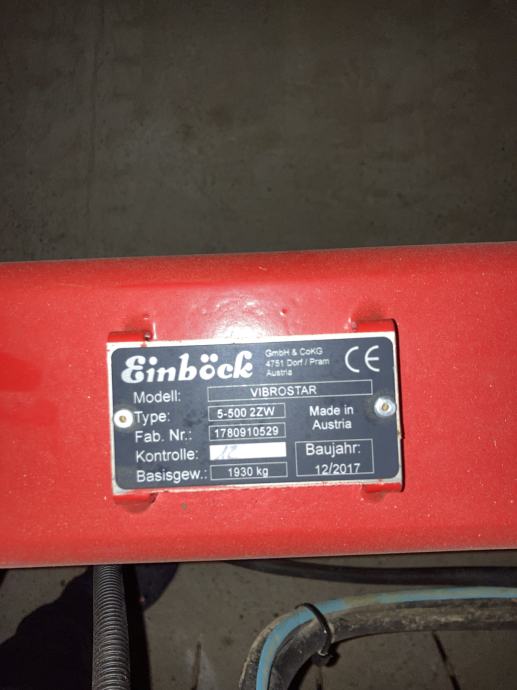 Einböck
GmbH & CoKG
4751 Dorf / Pram
Austria
CE
Modell: VIBROSTAR
Type: 5-500 2ZW
Made in
Austria
Fab. Nr.: 1780910529
Kontrolle:
Baujahr:
12/2017
Basisgew.: 1930 kg